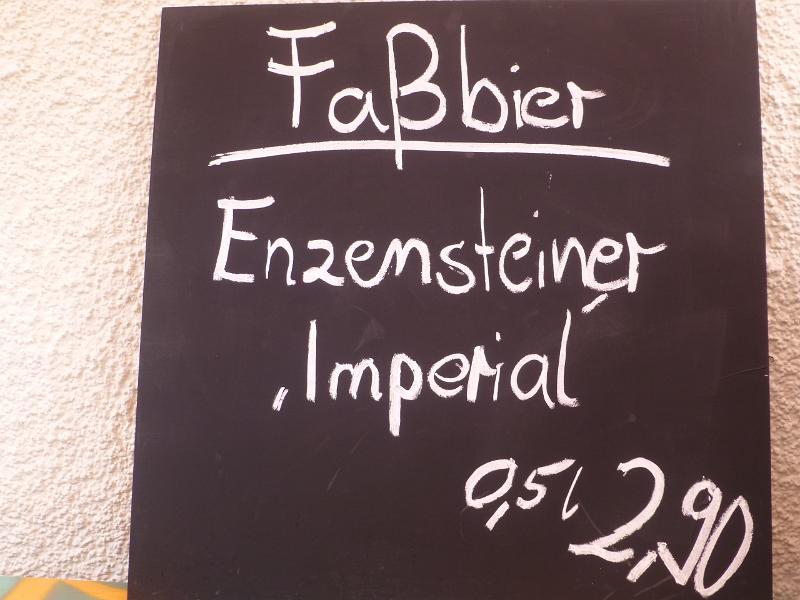 Faßbier
Enzensteiner
"Imperial"
0,5l 2,90